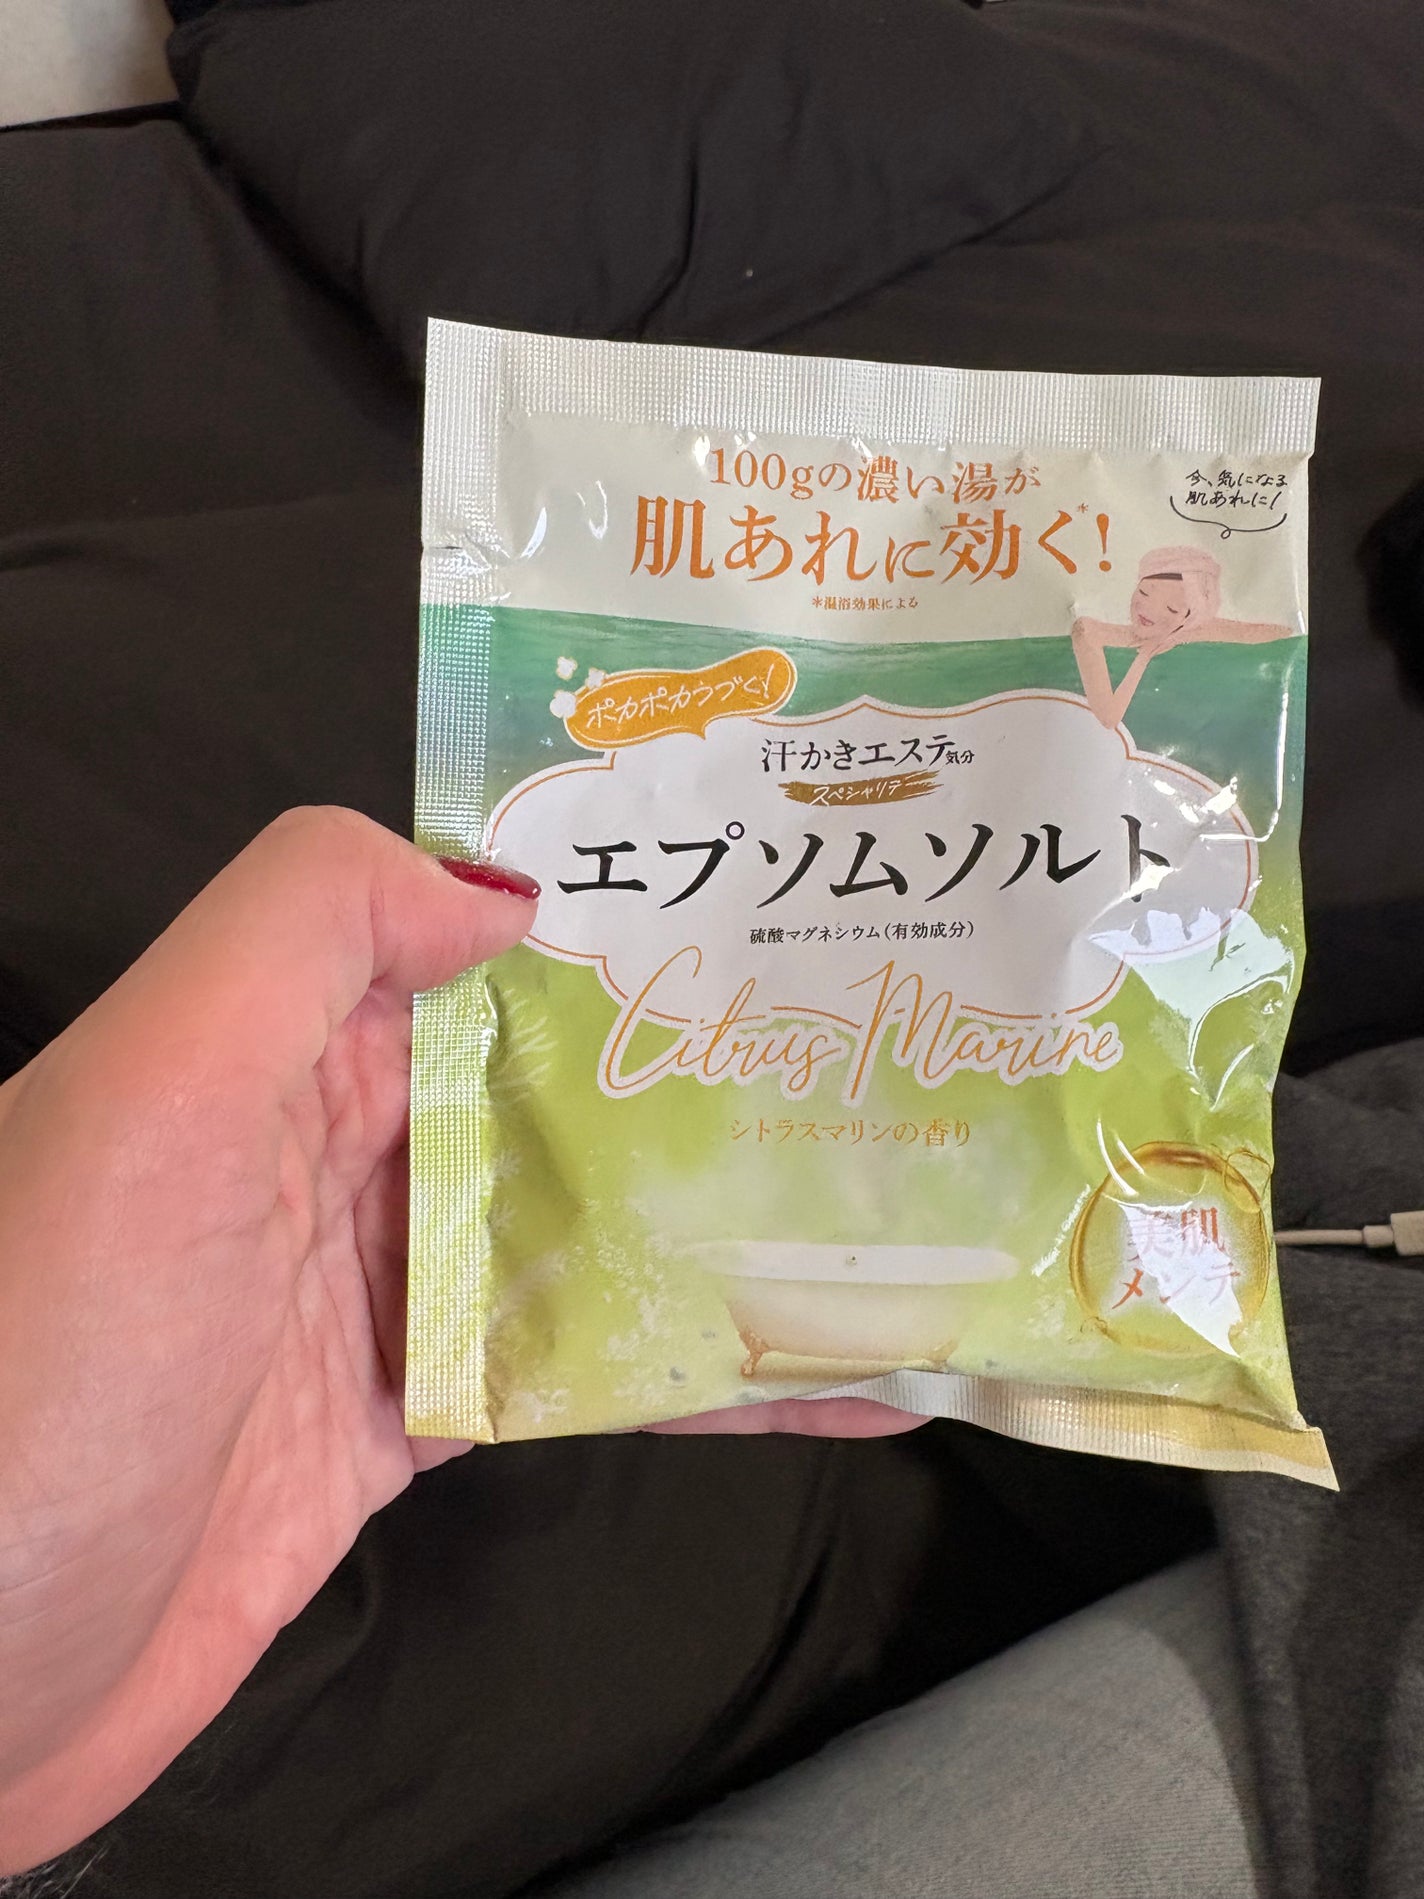 100gの濃い湯が
肌あれに効く*!
*温浴効果による
今、気になる
肌あれに!
ポカポカつづく!
汗かきエステ気分
スペシャリテ
エプソムソルト
硫酸マグネシウム(有効成分)
Citrus Marine
シトラスマリンの香り
美肌
メンテ